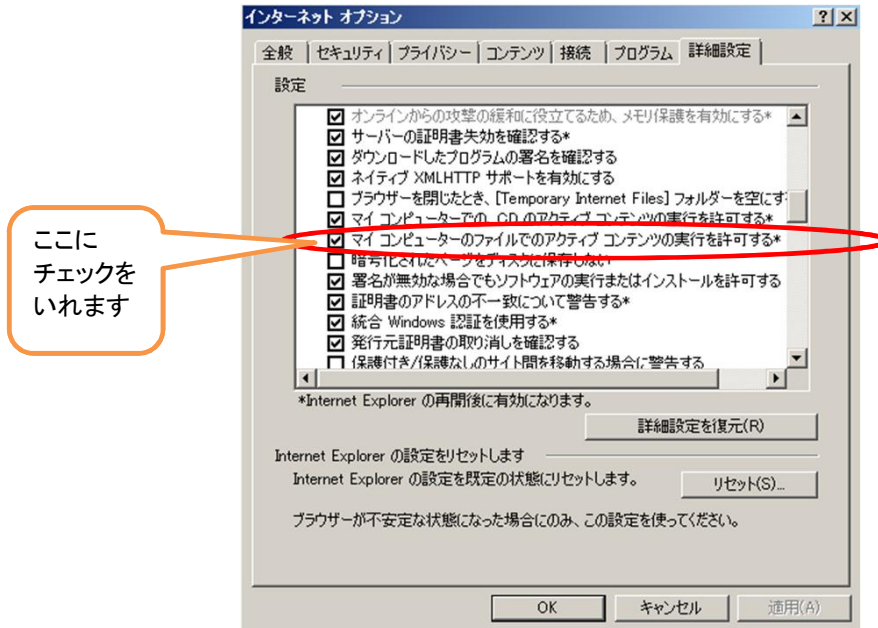 インターネット オプション
全般
セキュリティ
プライバシー
コンテンツ
接続
プログラム
詳細設定
設定
オンラインからの攻撃の緩和に役立てるため、メモリ保護を有効にする*
サーバーの証明書失効を確認する*
ダウンロードしたプログラムの署名を確認する
ネイティブ XMLHTTP サポートを有効にする
ブラウザーを閉じたとき、[Temporary Internet Files] フォルダーを空にす
マイ コンピューターでの、CD のアクティブ コンテンツの実行を許可する*
マイ コンピューターのファイルでのアクティブ コンテンツの実行を許可する*
暗号化されたページをディスクに保存しない
署名が無効な場合でもソフトウェアの実行またはインストールを許可する
証明書のアドレスの不一致について警告する*
統合 Windows 認証を使用する*
発行元証明書の取り消しを確認する
保護付き/保護なしのサイト間を移動する場合に警告する
ここに
チェックを
いれます
*Internet Explorer の再開後に有効になります。
詳細設定を復元(R)
Internet Explorer の設定をリセットします
Internet Explorer の設定を既定の状態にリセットします。
リセット(S)...
ブラウザーが不安定な状態になった場合にのみ、この設定を使ってください。
OK
キャンセル
適用(A)